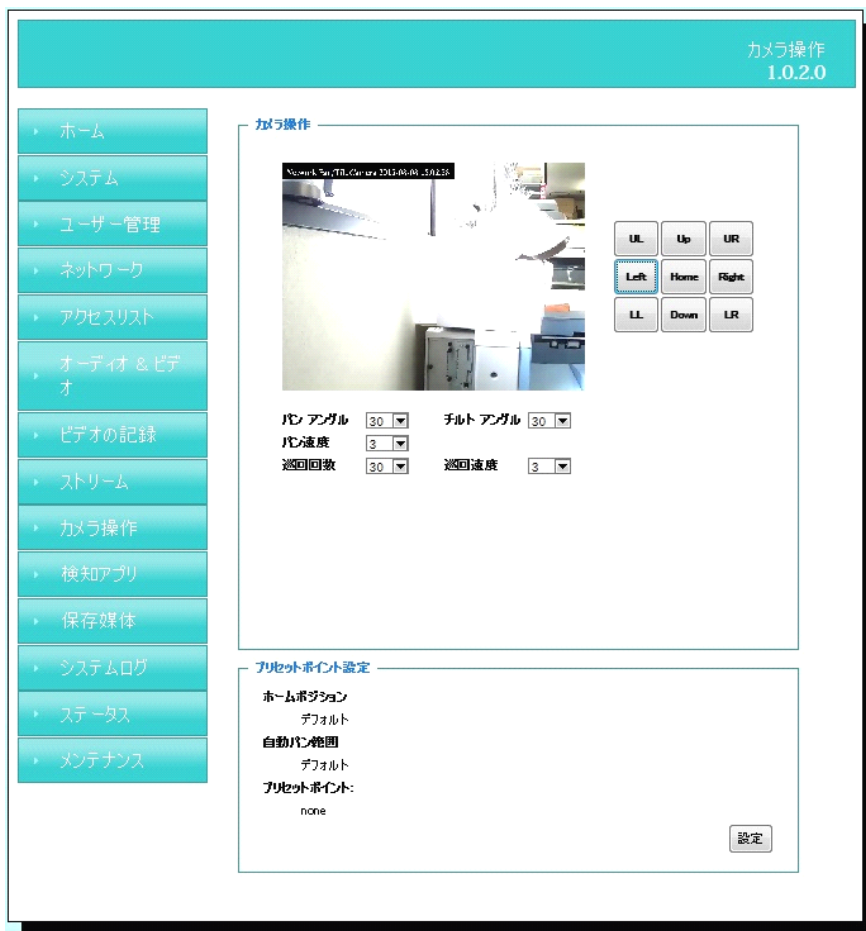 カメラ操作
1.0.2.0
ホーム
システム
ユーザー管理
ネットワーク
アクセスリスト
オーディオ & ビデ
オ
ビデオの記録
ストリーム
カメラ操作
検知アプリ
保存媒体
システムログ
ステータス
メンテナンス
カメラ操作
Network Pan/Tilt Camera
UL Up UR
Left Home Right
LL Down LR
パン アングル 30 チルト アングル 30
パン速度 3
巡回回数 30 巡回速度 3
プリセットポイント設定
ホームポジション
デフォルト
自動パン範囲
デフォルト
プリセットポイント:
none
設定